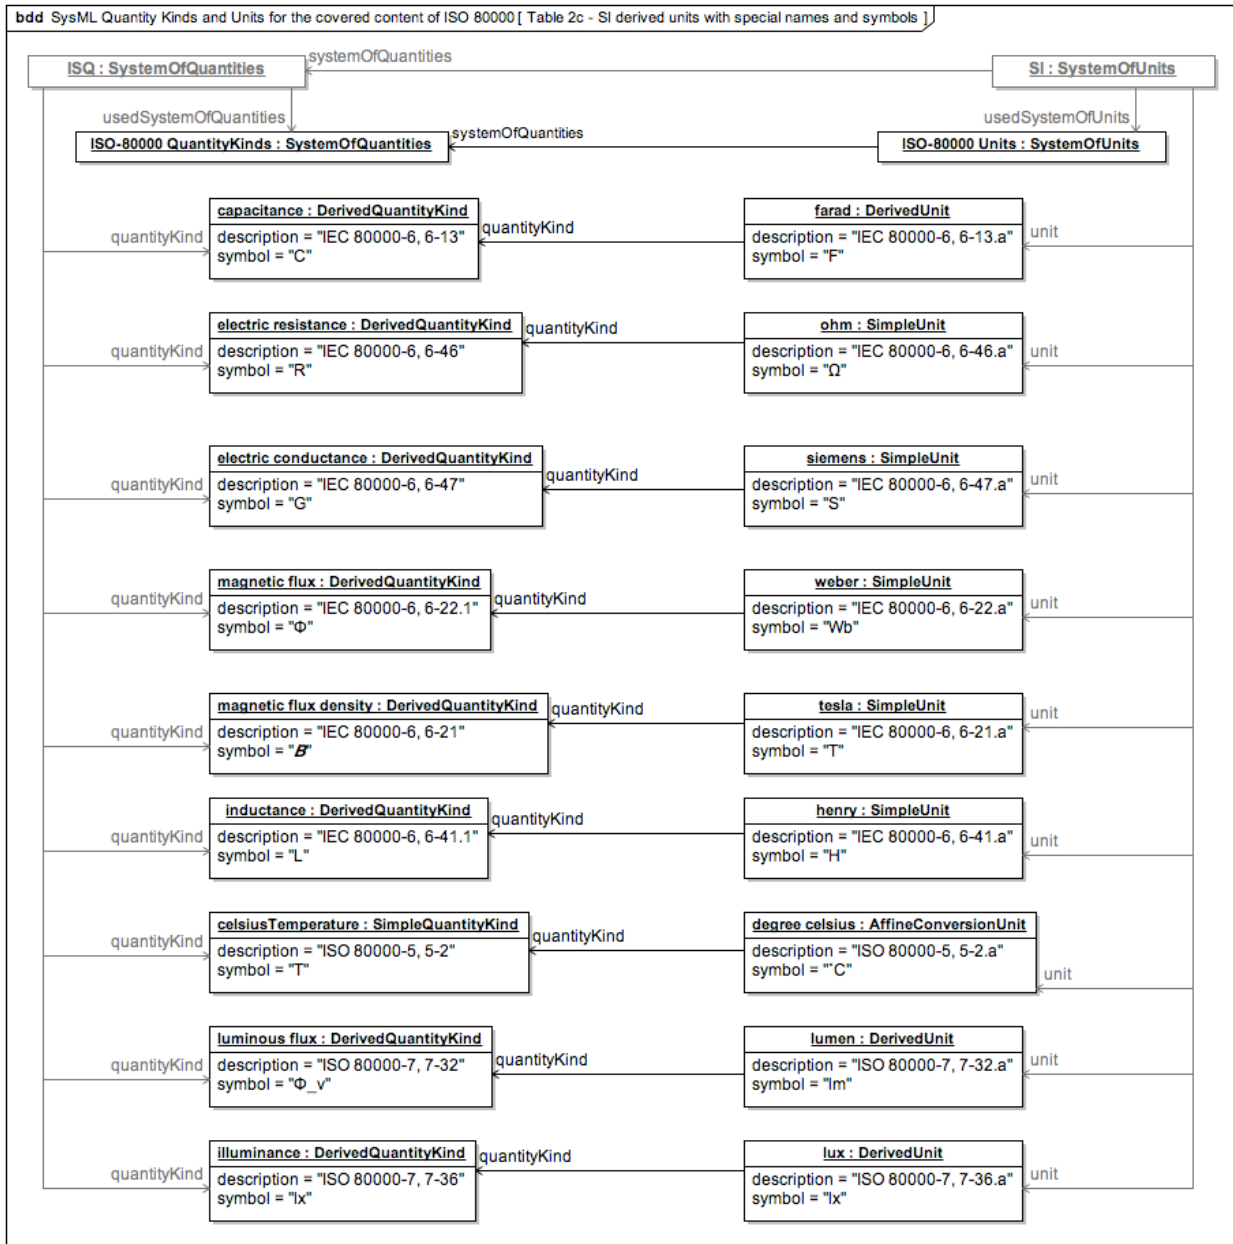 bdd SysML Quantity Kinds and Units for the covered content of ISO 80000 [ Table 2c - SI derived units with special names and symbols ]
ISQ : SystemOfQuantities
systemOfQuantities
SI : SystemOfUnits
usedSystemOfQuantities
usedSystemOfUnits
ISO-80000 QuantityKinds : SystemOfQuantities
systemOfQuantities
ISO-80000 Units : SystemOfUnits
quantityKind
capacitance : DerivedQuantityKind
description = "IEC 80000-6, 6-13"
symbol = "C"
quantityKind
farad : DerivedUnit
description = "IEC 80000-6, 6-13.a"
symbol = "F"
unit
quantityKind
electric resistance : DerivedQuantityKind
description = "IEC 80000-6, 6-46"
symbol = "R"
quantityKind
ohm : SimpleUnit
description = "IEC 80000-6, 6-46.a"
symbol = "Ω"
unit
quantityKind
electric conductance : DerivedQuantityKind
description = "IEC 80000-6, 6-47"
symbol = "G"
quantityKind
siemens : SimpleUnit
description = "IEC 80000-6, 6-47.a"
symbol = "S"
unit
quantityKind
magnetic flux : DerivedQuantityKind
description = "IEC 80000-6, 6-22.1"
symbol = "Φ"
quantityKind
weber : SimpleUnit
description = "IEC 80000-6, 6-22.a"
symbol = "Wb"
unit
quantityKind
magnetic flux density : DerivedQuantityKind
description = "IEC 80000-6, 6-21"
symbol = "B"
quantityKind
tesla : SimpleUnit
description = "IEC 80000-6, 6-21.a"
symbol = "T"
unit
quantityKind
inductance : DerivedQuantityKind
description = "IEC 80000-6, 6-41.1"
symbol = "L"
quantityKind
henry : SimpleUnit
description = "IEC 80000-6, 6-41.a"
symbol = "H"
unit
quantityKind
celsiusTemperature : SimpleQuantityKind
description = "ISO 80000-5, 5-2"
symbol = "T"
quantityKind
degree celsius : AffineConversionUnit
description = "ISO 80000-5, 5-2.a"
symbol = "˚C"
unit
quantityKind
luminous flux : DerivedQuantityKind
description = "ISO 80000-7, 7-32"
symbol = "Φ_v"
quantityKind
lumen : DerivedUnit
description = "ISO 80000-7, 7-32.a"
symbol = "lm"
unit
quantityKind
illuminance : DerivedQuantityKind
description = "ISO 80000-7, 7-36"
symbol = "lx"
quantityKind
lux : DerivedUnit
description = "ISO 80000-7, 7-36.a"
symbol = "lx"
unit